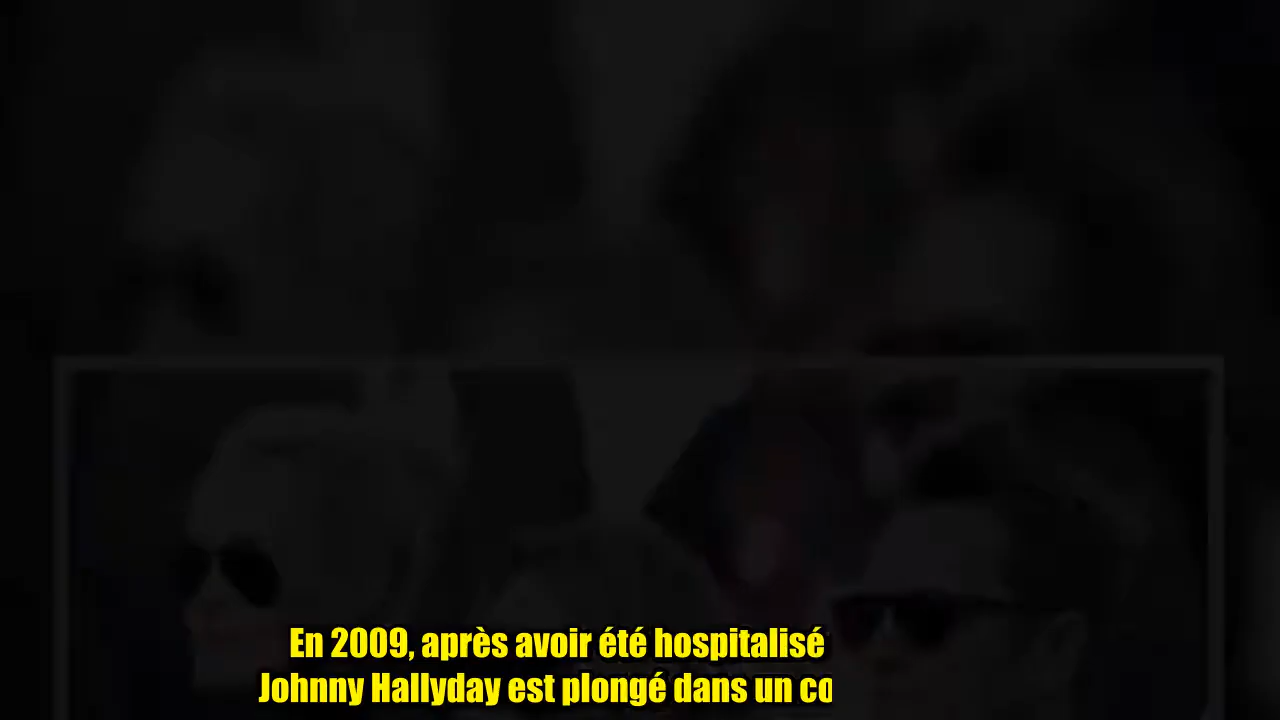 En 2009, après avoir été hospitalisé
Johnny Hallyday est plongé dans un